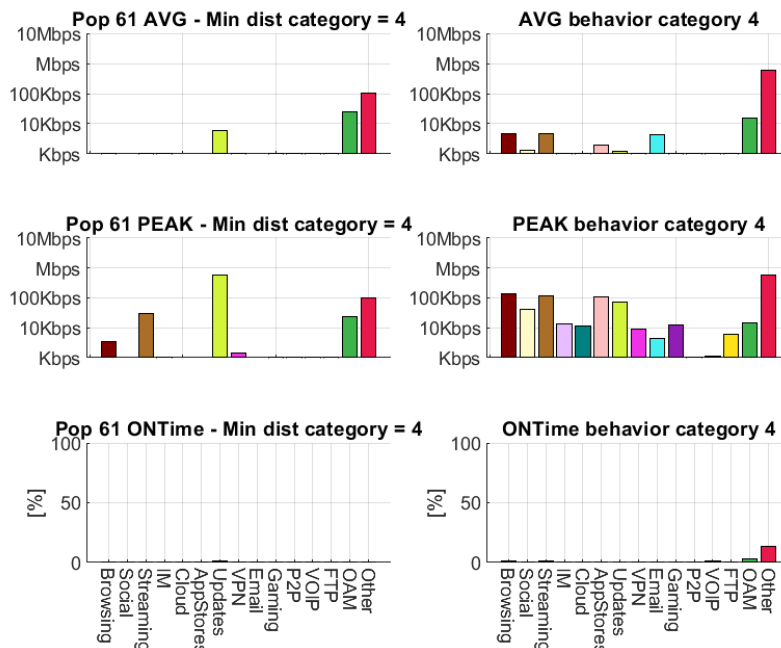 Pop 61 AVG - Min dist category = 4
10Mbps
Mbps
100Kbps
10Kbps
Kbps
AVG behavior category 4
10Mbps
Mbps
100Kbps
10Kbps
Kbps
Pop 61 PEAK - Min dist category = 4
10Mbps
Mbps
100Kbps
10Kbps
Kbps
PEAK behavior category 4
10Mbps
Mbps
100Kbps
10Kbps
Kbps
Pop 61 ONTime - Min dist category = 4
100
50
0
[%]
Browsing
Social
Streaming
IM
Cloud
AppStores
Updates
VPN
Email
Gaming
P2P
VOIP
FTP
OAM
Other
ONTime behavior category 4
100
50
0
[%]
Browsing
Social
Streaming
IM
Cloud
AppStores
Updates
VPN
Email
Gaming
P2P
VOIP
FTP
OAM
Other